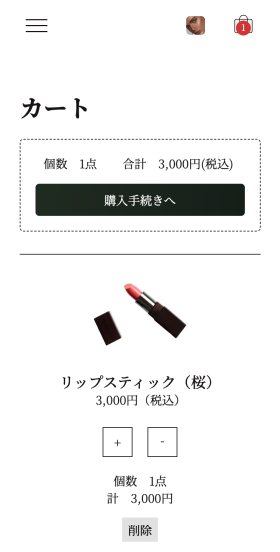 1
カート
個数 1点 合計 3,000円(税込)
購入手続きへ
リップスティック（桜）
3,000円（税込）
+ -
個数 1点
計 3,000円
削除